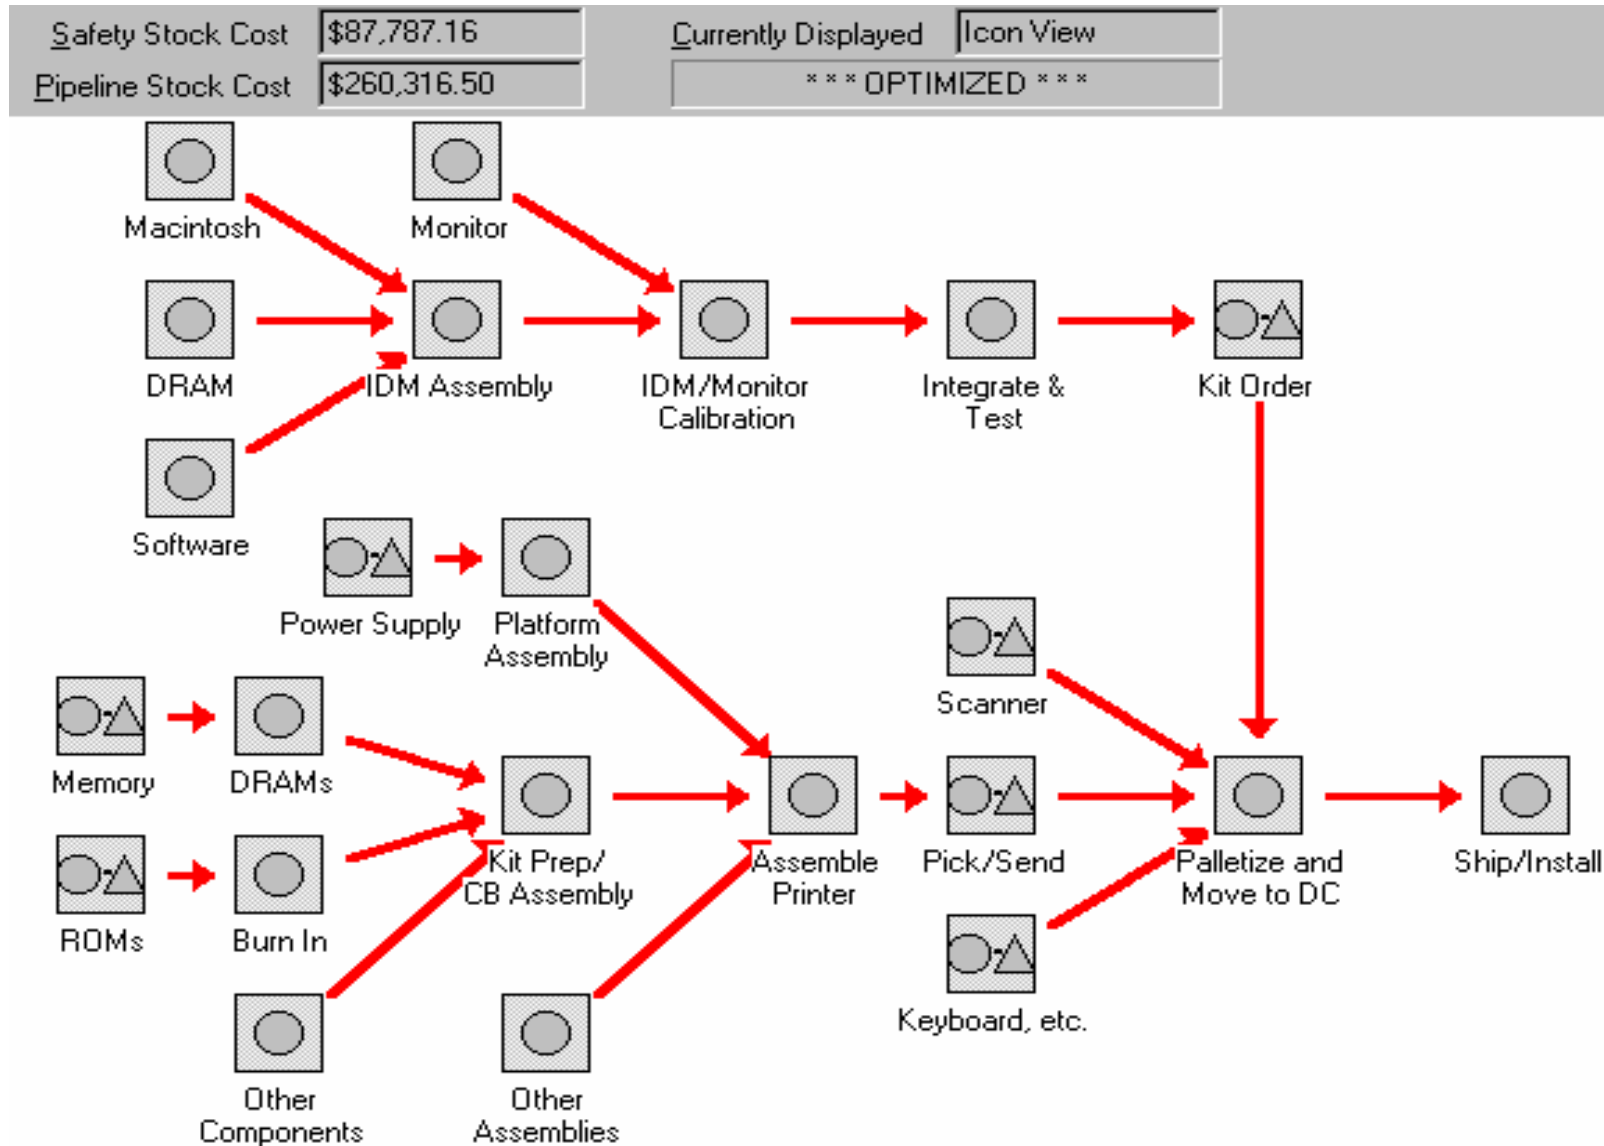 Safety Stock Cost $87,787.16 Currently Displayed Icon View
Pipeline Stock Cost $260,316.50 * * * OPTIMIZED * * *
Macintosh
Monitor
DRAM
IDM Assembly
IDM/Monitor
Calibration
Integrate &
Test
Kit Order
Software
Power Supply
Platform
Assembly
Scanner
Memory
DRAMs
Kit Prep/
CB Assembly
Assemble
Printer
Pick/Send
Palletize and
Move to DC
Ship/Install
ROMs
Burn In
Keyboard, etc.
Other
Components
Other
Assemblies